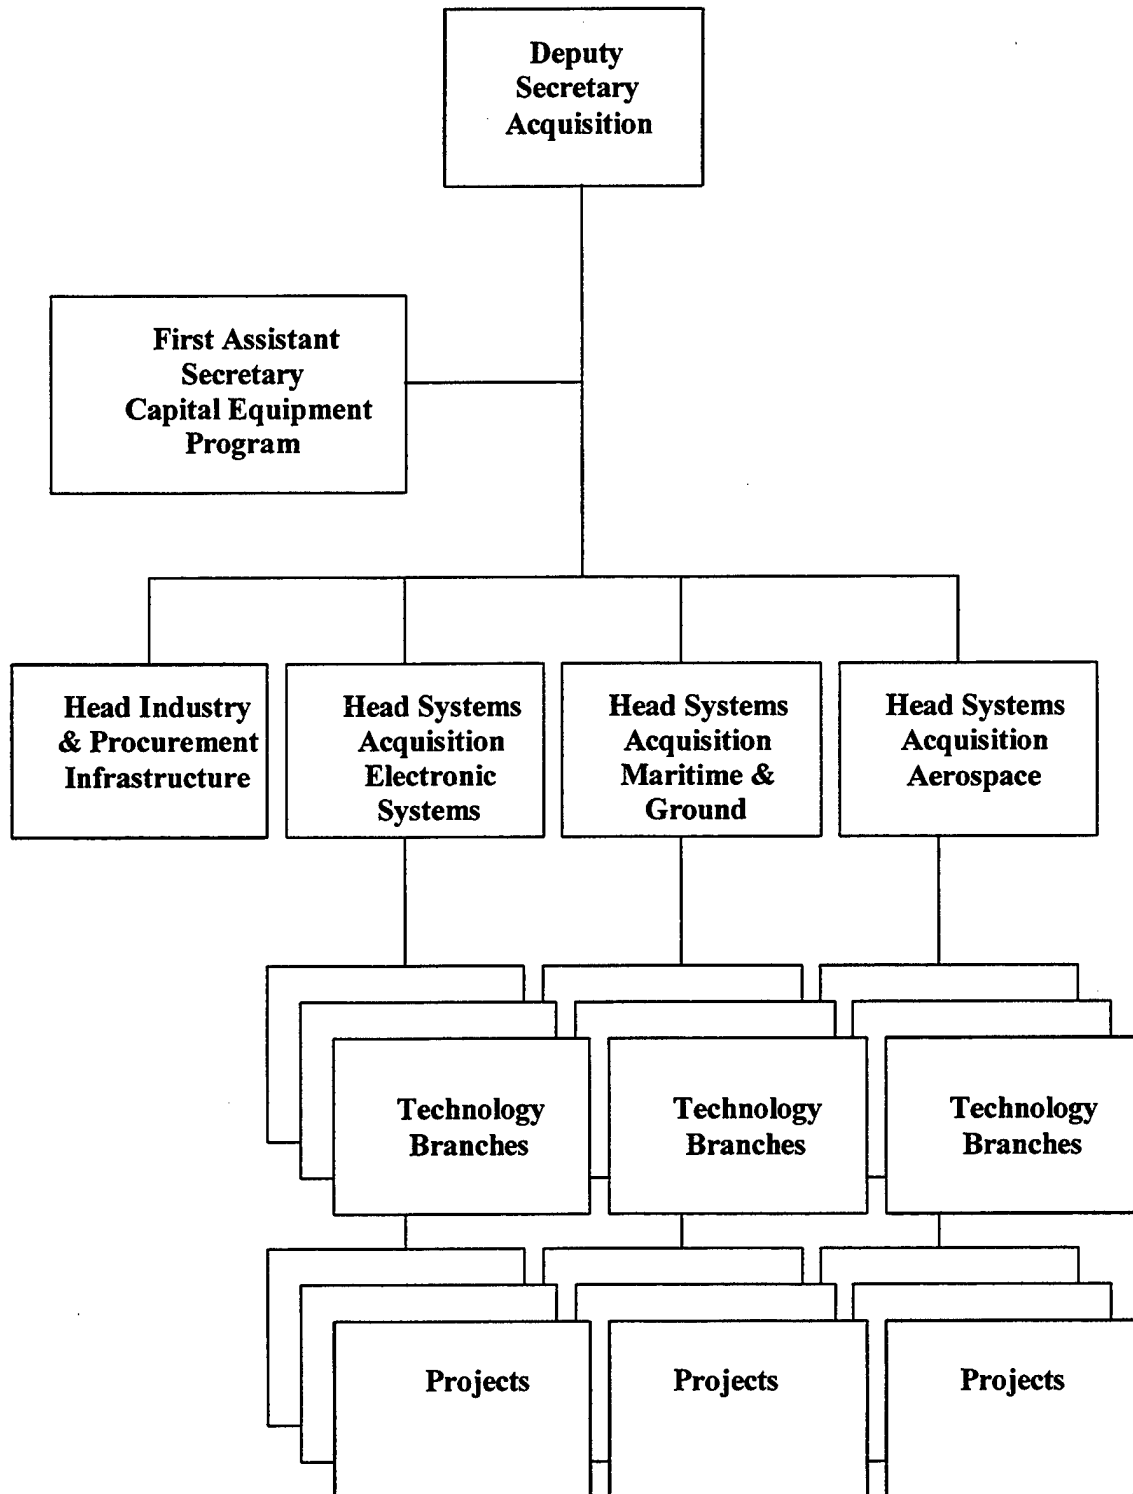 Deputy
Secretary
Acquisition
First Assistant
Secretary
Capital Equipment
Program
Head Industry
& Procurement
Infrastructure
Head Systems
Acquisition
Electronic
Systems
Head Systems
Acquisition
Maritime &
Ground
Head Systems
Acquisition
Aerospace
Technology
Branches
Technology
Branches
Technology
Branches
Projects
Projects
Projects